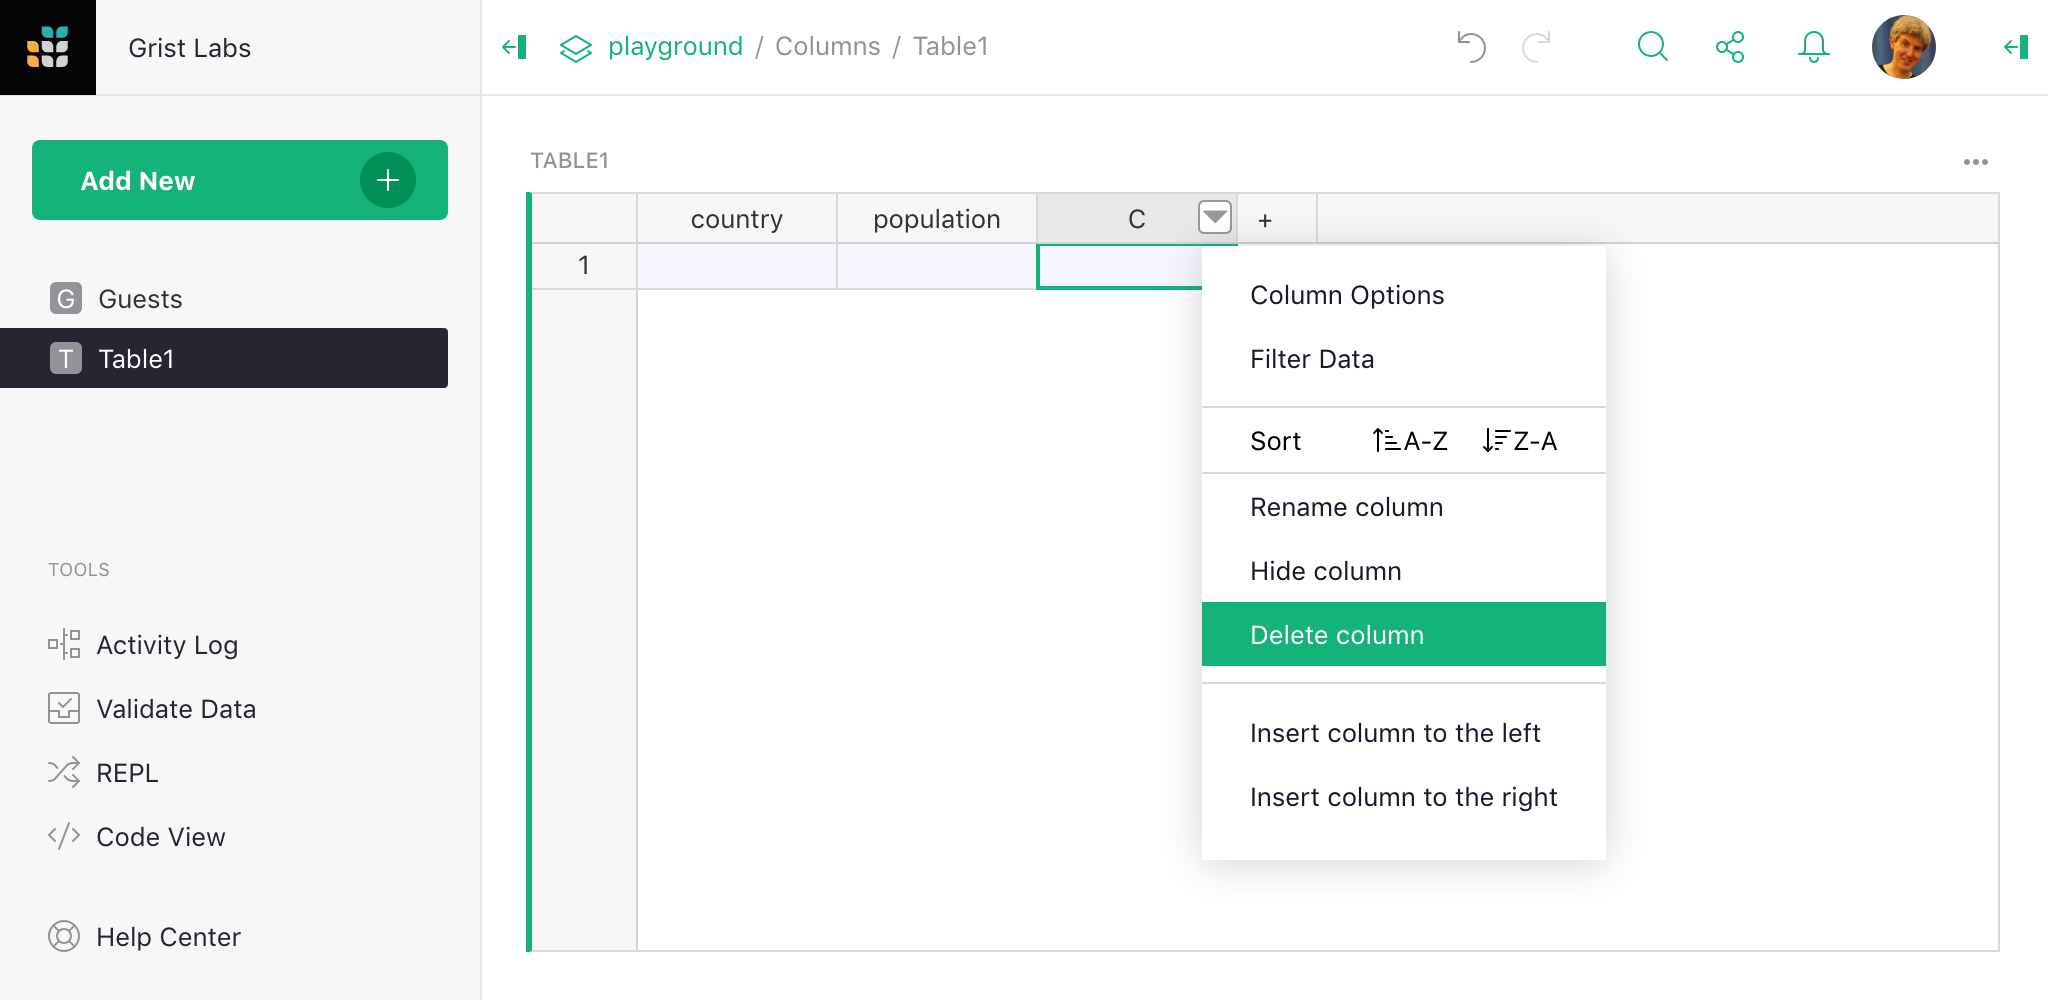 Grist Labs
playground / Columns / Table1
Add New
G Guests
T Table1
TOOLS
Activity Log
Validate Data
REPL
Code View
Help Center
TABLE1
country population C +
1
Column Options
Filter Data
Sort A-Z Z-A
Rename column
Hide column
Delete column
Insert column to the left
Insert column to the right